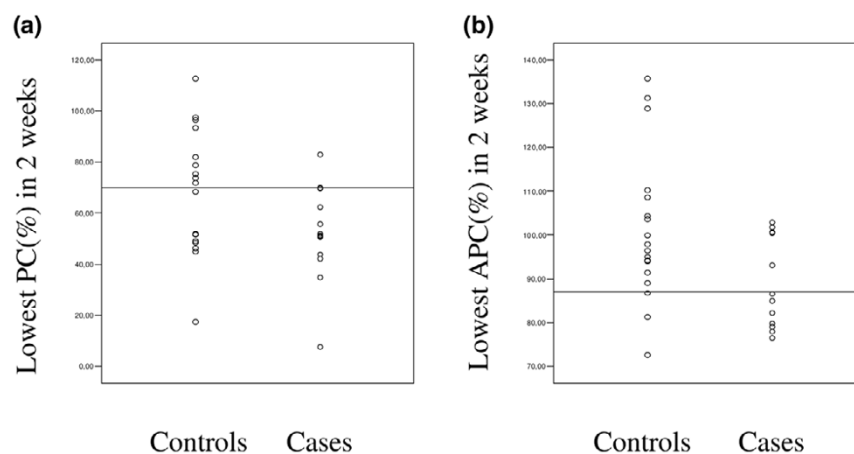 (a)
Lowest PC(%) in 2 weeks
120,00
100,00
80,00
60,00
40,00
20,00
0,00
Controls Cases
(b)
Lowest APC(%) in 2 weeks
140,00
130,00
120,00
110,00
100,00
90,00
80,00
70,00
Controls Cases